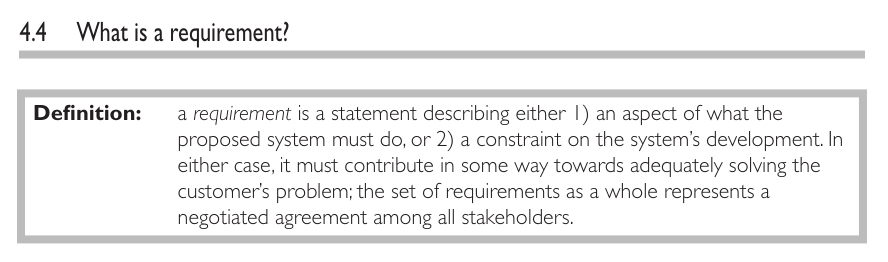 4.4 What is a requirement?
Definition: a requirement is a statement describing either 1) an aspect of what the
proposed system must do, or 2) a constraint on the system’s development. In
either case, it must contribute in some way towards adequately solving the
customer’s problem; the set of requirements as a whole represents a
negotiated agreement among all stakeholders.